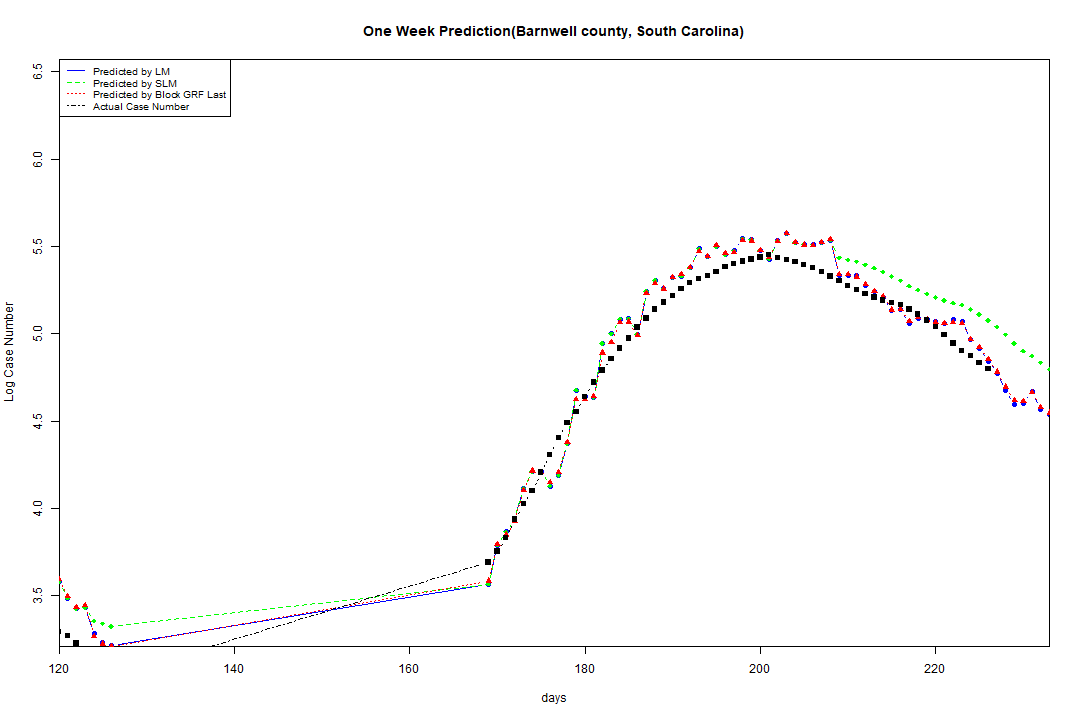 One Week Prediction(Barnwell county, South Carolina)
Predicted by LM
Predicted by SLM
Predicted by Block GRF Last
Actual Case Number
6.5
6.0
5.5
5.0
4.5
4.0
3.5
Log Case Number
120 140 160 180 200 220
days